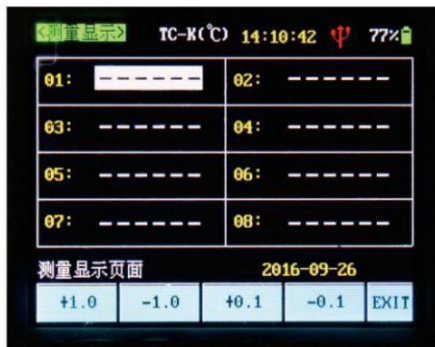 <测量显示> TC-K(℃) 14:10:42 77%
01: ------ 02: ------
03: ------ 04: ------
05: ------ 06: ------
07: ------ 08: ------
测量显示页面 2016-09-26
+1.0 -1.0 +0.1 -0.1 EXIT